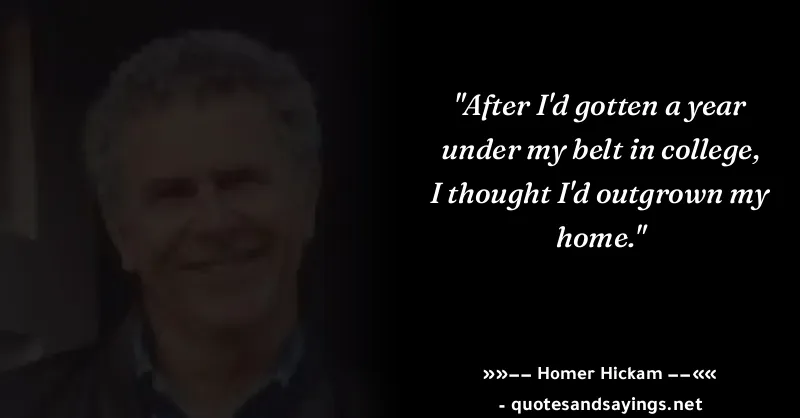 "After I'd gotten a year
under my belt in college,
I thought I'd outgrown my
home."
»»—— Homer Hickam ——««
- quotesandsayings.net